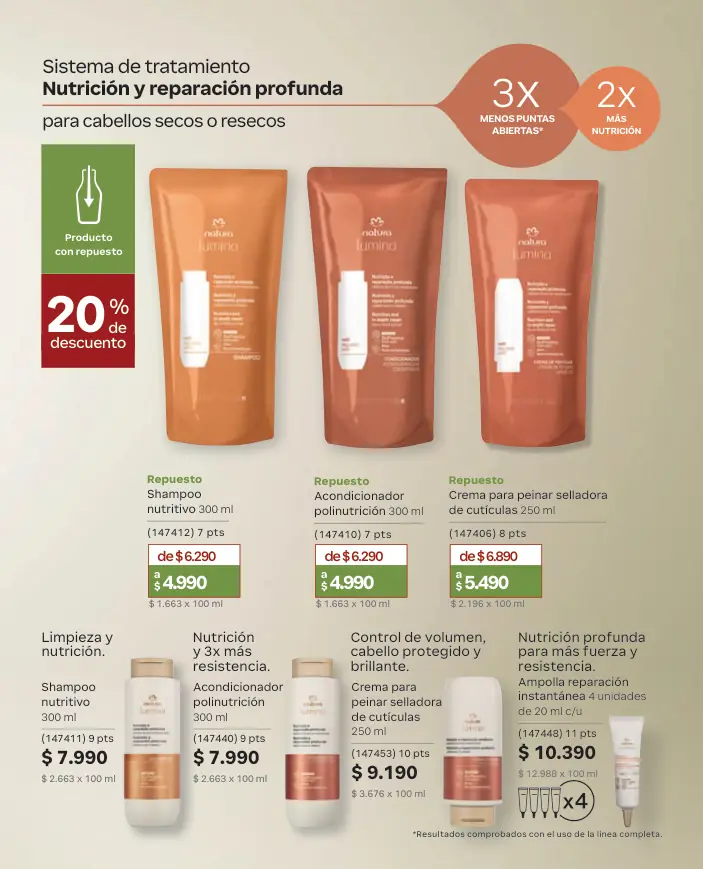 Sistema de tratamiento
Nutrición y reparación profunda
para cabellos secos o resecos
3X
MENOS PUNTAS
ABIERTAS*
2x
MÁS
NUTRICIÓN
Producto
con repuesto
20%
de
descuento
natura
lumina
SHAMPOO
natura
lumina
natura
lumina
Repuesto
Shampoo
nutritivo 300 ml
(147412) 7 pts
de $ 6.290
a
$ 4.990
$ 1.663 x 100 ml
Repuesto
Acondicionador
polinutrición 300 ml
(147410) 7 pts
de $ 6.290
a
$ 4.990
$ 1.663 x 100 ml
Repuesto
Crema para peinar selladora
de cutículas 250 ml
(147406) 8 pts
de $ 6.890
a
$ 5.490
$ 2.196 x 100 ml
Limpieza y
nutrición.
Shampoo
nutritivo
300 ml
(147411) 9 pts
$ 7.990
$ 2.663 x 100 ml
Nutrición
y 3x más
resistencia.
Acondicionador
polinutrición
300 ml
(147440) 9 pts
$ 7.990
$ 2.663 x 100 ml
Control de volumen,
cabello protegido y
brillante.
Crema para
peinar selladora
de cutículas
250 ml
(147453) 10 pts
$ 9.190
$ 3.676 x 100 ml
Nutrición profunda
para más fuerza y
resistencia.
Ampolla reparación
instantánea 4 unidades
de 20 ml c/u
(147448) 11 pts
$ 10.390
$ 12.988 x 100 ml
x4
*Resultados comprobados con el uso de la línea completa.